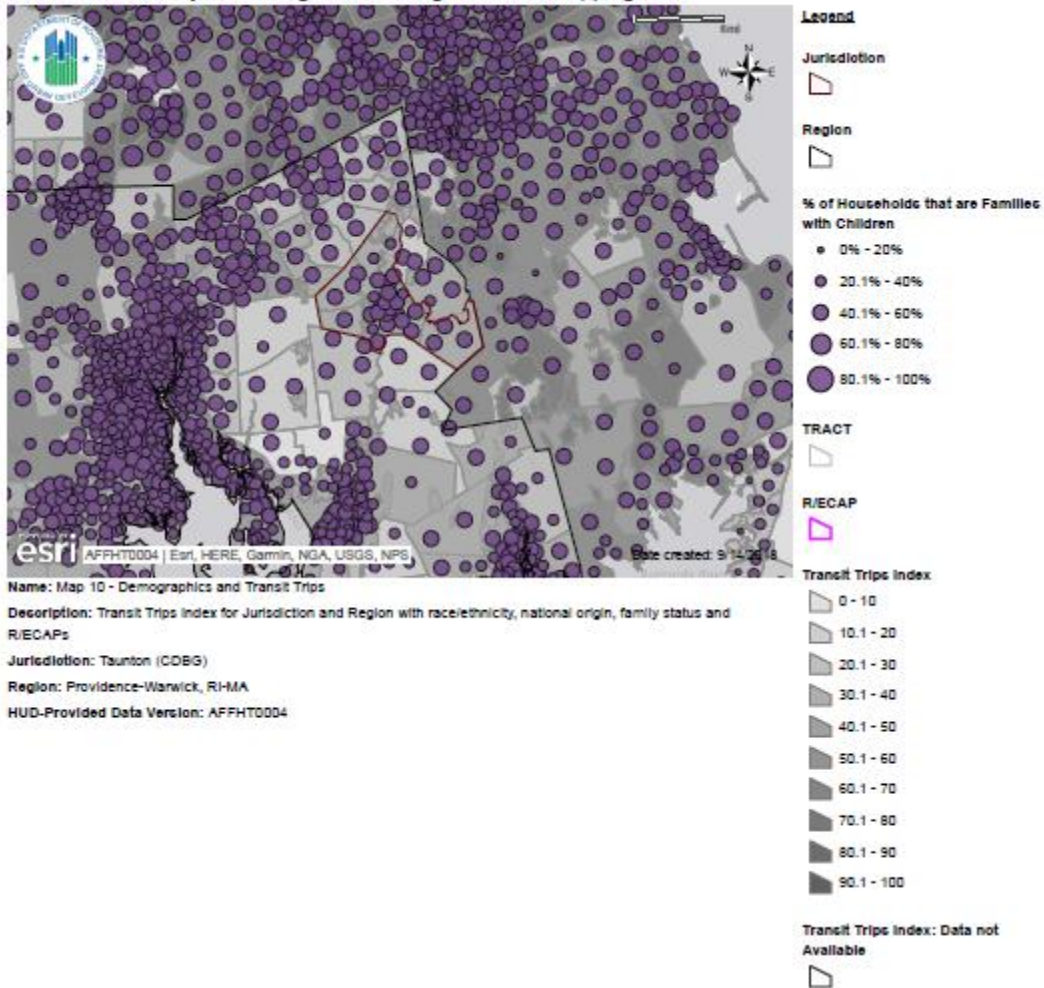 U.S. DEPARTMENT OF HOUSING
URBAN DEVELOPMENT
N
W E
S
esri
AFFHT0004 | Esri, HERE, Garmin, NGA, USGS, NPS
Date created: 9/14/2018
Name: Map 10 - Demographics and Transit Trips
Description: Transit Trips Index for Jurisdiction and Region with race/ethnicity, national origin, family status and
R/ECAPs
Jurisdiction: Taunton (CDBG)
Region: Providence-Warwick, RI-MA
HUD-Provided Data Version: AFFHT0004
Legend
Jurisdiction
Region
% of Households that are Families
with Children
0% - 20%
20.1% - 40%
40.1% - 60%
60.1% - 80%
80.1% - 100%
TRACT
R/ECAP
Transit Trips Index
0 - 10
10.1 - 20
20.1 - 30
30.1 - 40
40.1 - 50
50.1 - 60
60.1 - 70
70.1 - 80
80.1 - 90
90.1 - 100
Transit Trips Index: Data not
Available